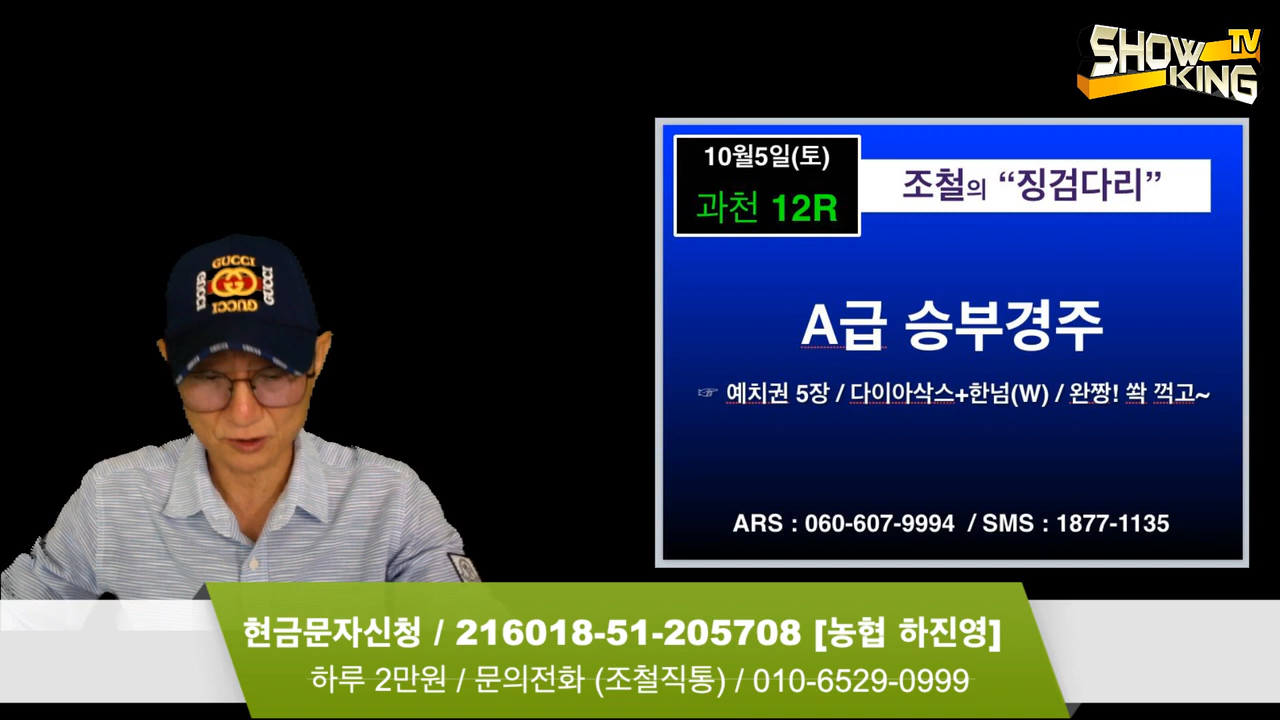 SHOW TV
KING
10월5일(토)
과천 12R
조철의 “징검다리”
A급 승부경주
☞ 예치권 5장 / 다이아삭스+한넘(W) / 완짱! 쏵 꺽고~
ARS : 060-607-9994 / SMS : 1877-1135
GUCCI
GUCCI
GUCCI
GUCCI
현금문자신청 / 216018-51-205708 [농협 하진영]
하루 2만원 / 문의전화 (조철직통) / 010-6529-0999